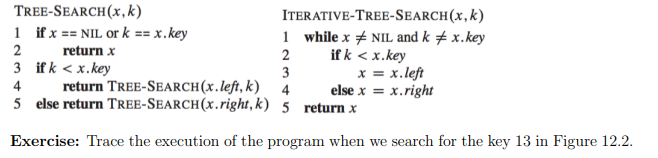 TREE-SEARCH(x, k)
1 if x == NIL or k == x.key
2 return x
3 if k < x.key
4 return TREE-SEARCH(x.left, k)
5 else return TREE-SEARCH(x.right, k)
ITERATIVE-TREE-SEARCH(x, k)
1 while x ≠ NIL and k ≠ x.key
2 if k < x.key
3 x = x.left
4 else x = x.right
5 return x
Exercise: Trace the execution of the program when we search for the key 13 in Figure 12.2.